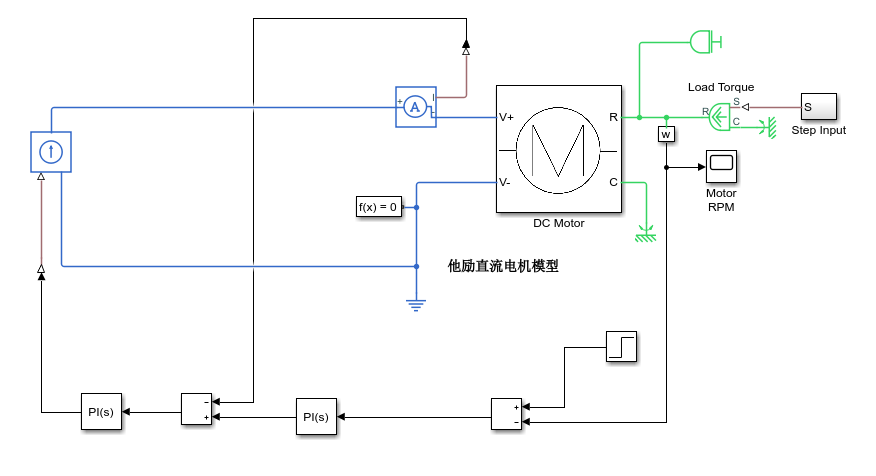 Load Torque
I
+
A
-
V+
R
R
S
C
S
Step Input
w
V-
C
f(x) = 0
Motor
RPM
DC Motor
他励直流电机模型
PI(s)
-
+
PI(s)
+
-